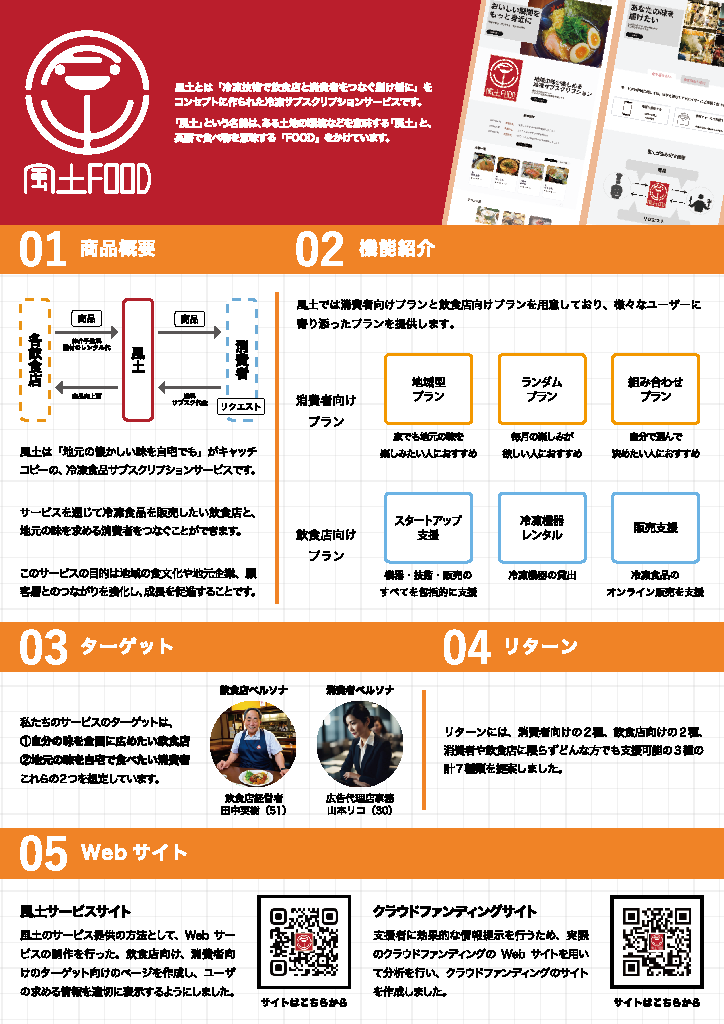 風土FOOD
風土とは「冷凍技術で飲食店と消費者をつなぐ懸け橋に」を
コンセプトに作られた冷凍サブスクリプションサービスです。
「風土」という名前は、ある土地の環境などを意味する「風土」と、
英語で食べ物を意味する「FOOD」をかけています。
おいしい瞬間を
もっと身近に
風土FOOD
地域の味が楽しめる
冷凍サブスクリプション
あなたの味を
届けたい
01 商品概要
各飲食店
商品
商品
風土
消費者
リクエスト
風土は「地元の懐かしい味を自宅でも」がキャッチ
コピーの、冷凍食品サブスクリプションサービスです。
サービスを通じて冷凍食品を販売したい飲食店と、
地元の味を求める消費者をつなぐことができます。
このサービスの目的は地域の食文化や地元企業、顧
客層とのつながりを強化し、成長を促進することです。
02 機能紹介
風土では消費者向けプランと飲食店向けプランを用意しており、様々なユーザーに
寄り添ったプランを提供します。
消費者向け
プラン
地域型
プラン
家でも地元の味を
楽しみたい人におすすめ
ランダム
プラン
毎月の楽しみが
欲しい人におすすめ
組み合わせ
プラン
自分で選んで
決めたい人におすすめ
飲食店向け
プラン
スタートアップ
支援
機器・技術・販売の
すべてを包括的に支援
冷凍機器
レンタル
冷凍機器の貸出
販売支援
冷凍食品の
オンライン販売を支援
03 ターゲット
私たちのサービスのターゲットは、
①自分の味を全国に広めたい飲食店
②地元の味を自宅で食べたい消費者
これらの2つを想定しています。
飲食店ペルソナ
飲食店経営者
田中英樹（51）
消費者ペルソナ
広告代理店事務
山本リコ（30）
04 リターン
リターンには、消費者向けの２種、飲食店向けの２種、
消費者や飲食店に限らずどんな方でも支援可能の３種の
計７種類を提案しました。
05 Webサイト
風土サービスサイト
風土のサービス提供の方法として、Web サー
ビスの制作を行った。飲食店向け、消費者向
けのターゲット向けのページを作成し、ユーザ
の求める情報を適切に表示するようにしました。
サイトはこちらから
クラウドファンディングサイト
支援者に効果的な情報提示を行うため、実際
のクラウドファンディングの Web サイトを用い
て分析を行い、クラウドファンディングのサイト
を作成しました。
サイトはこちらから